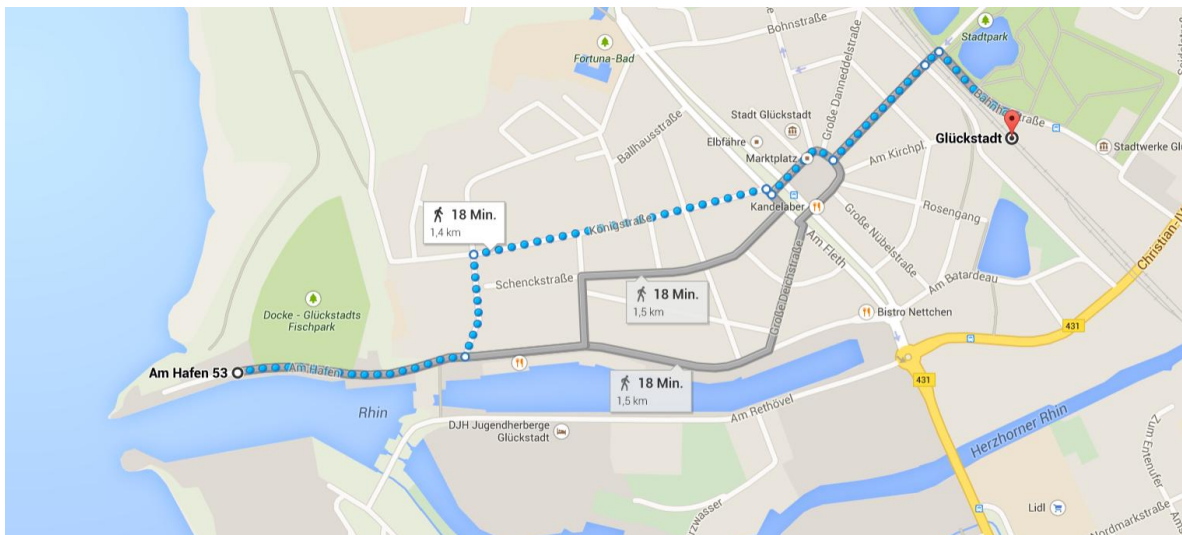 Bohnstraße
Stadtpark
Fortuna-Bad
Große Danneddelstraße
Bahnhofstraße
Stadt Glückstadt
Ballhausstraße
Elbfähre
Glückstadt
Marktplatz
Am Kirchpl.
Stadtwerke Gl
18 Min.
1,4 km
Kandelaber
Rosengang
Königstraße
Große Nübelstraße
Am Fleth
Christian-IV
Schenckstraße
Am Batardeau
18 Min.
1,5 km
Große Deichstraße
Docke - Glückstadts
Fischpark
Bistro Nettchen
431
Am Hafen 53
Am Hafen
18 Min.
1,5 km
431
Rhin
Am Rethövel
DJH Jugendherberge
Glückstadt
Herzhorner Rhin
Zum Entenufer
Lidl
rzwasser
Nordmarkstraße